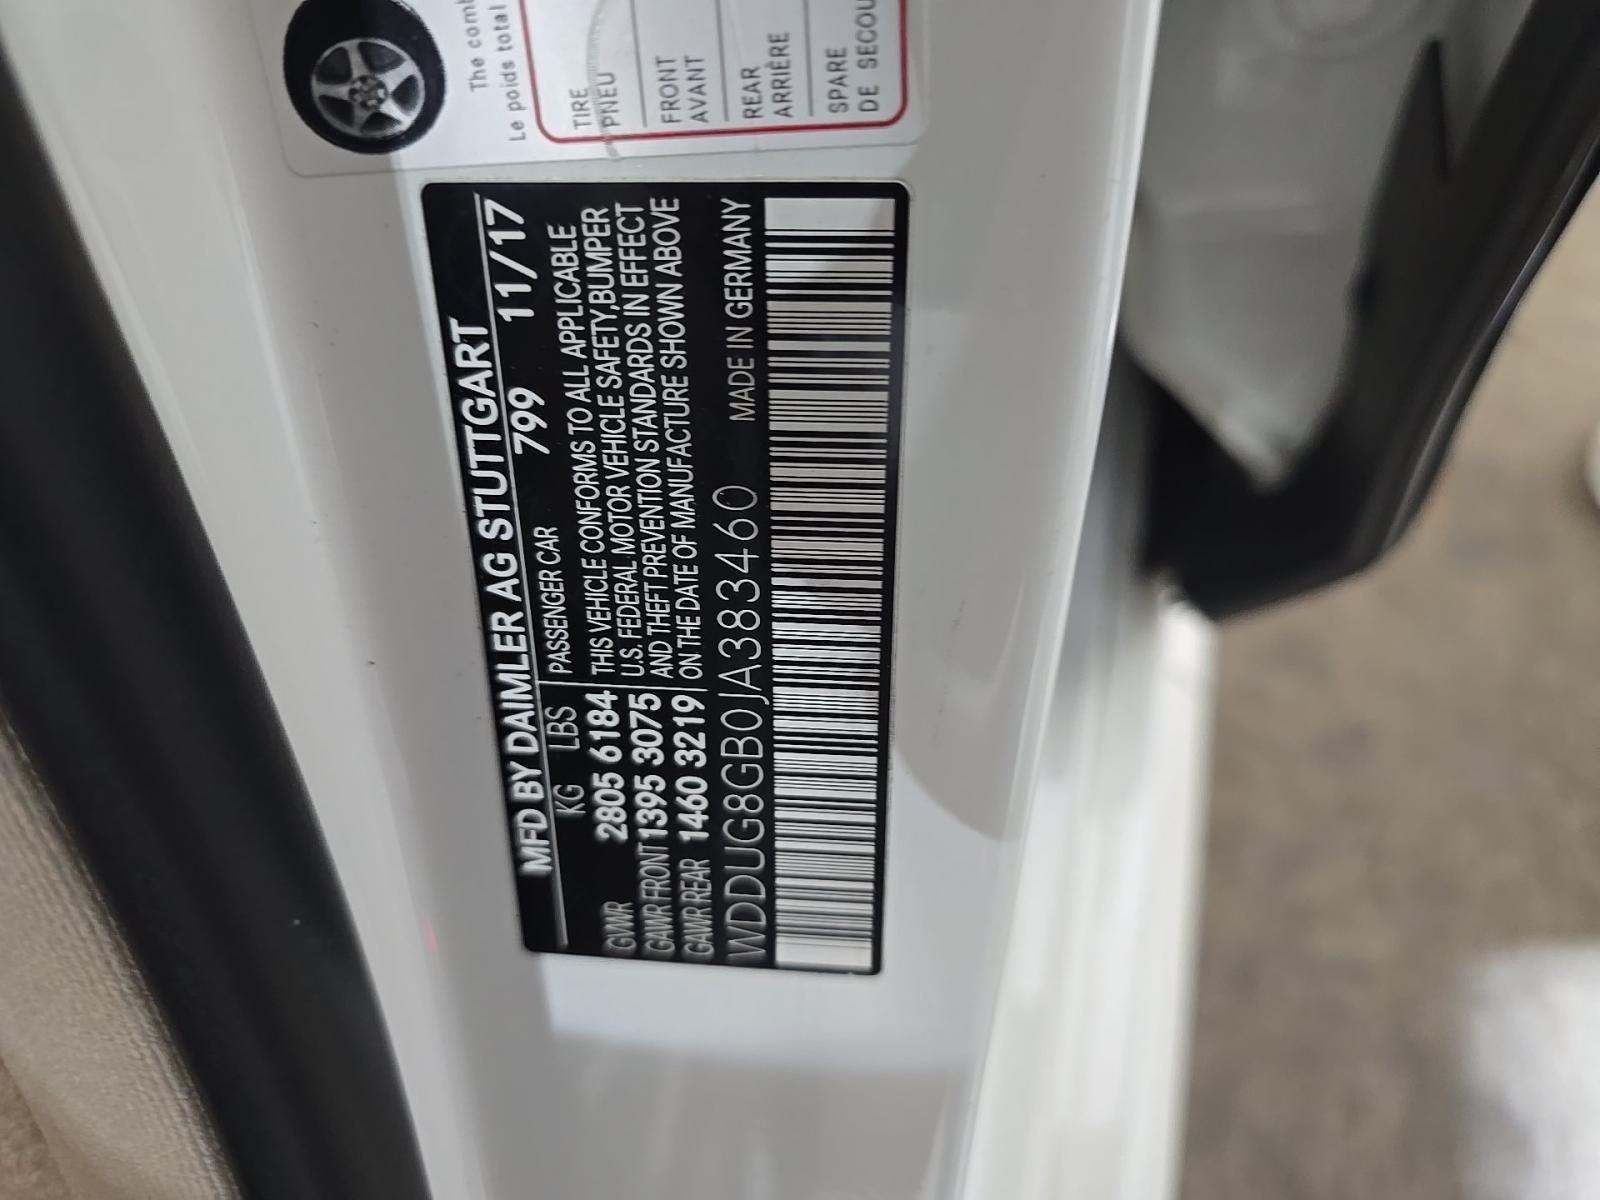 The comb
Le poids total
TIRE
PNEU
FRONT
AVANT
REAR
ARRIÈRE
SPARE
DE SECOU
MFD BY DAIMLER AG STUTTGART
KG LBS PASSENGER CAR 799 11/17
GVWR 2805 6184 THIS VEHICLE CONFORMS TO ALL APPLICABLE
GAWR FRONT 1395 3075 U.S. FEDERAL MOTOR VEHICLE SAFETY,BUMPER
GAWR REAR 1460 3219 AND THEFT PREVENTION STANDARDS IN EFFECT
ON THE DATE OF MANUFACTURE SHOWN ABOVE
WDDUG8GB0JA383460 MADE IN GERMANY